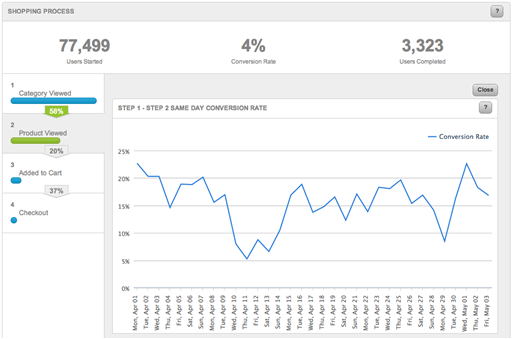 SHOPPING PROCESS
?
77,499
4%
3,323
Users Started
Conversion Rate
Users Completed
1
Category Viewed
58%
2
Product Viewed
20%
3
Added to Cart
37%
4
Checkout
Close
STEP 1 - STEP 2 SAME DAY CONVERSION RATE
?
Conversion Rate
25%
20%
15%
10%
5%
0%
Mon, Apr 01
Tue, Apr 02
Wed, Apr 03
Thu, Apr 04
Fri, Apr 05
Sat, Apr 06
Sun, Apr 07
Mon, Apr 08
Tue, Apr 09
Wed, Apr 10
Thu, Apr 11
Fri, Apr 12
Sat, Apr 13
Sun, Apr 14
Mon, Apr 15
Tue, Apr 16
Wed, Apr 17
Thu, Apr 18
Fri, Apr 19
Sat, Apr 20
Sun, Apr 21
Mon, Apr 22
Tue, Apr 23
Wed, Apr 24
Thu, Apr 25
Fri, Apr 26
Sat, Apr 27
Sun, Apr 28
Mon, Apr 29
Tue, Apr 30
Wed, May 01
Thu, May 02
Fri, May 03